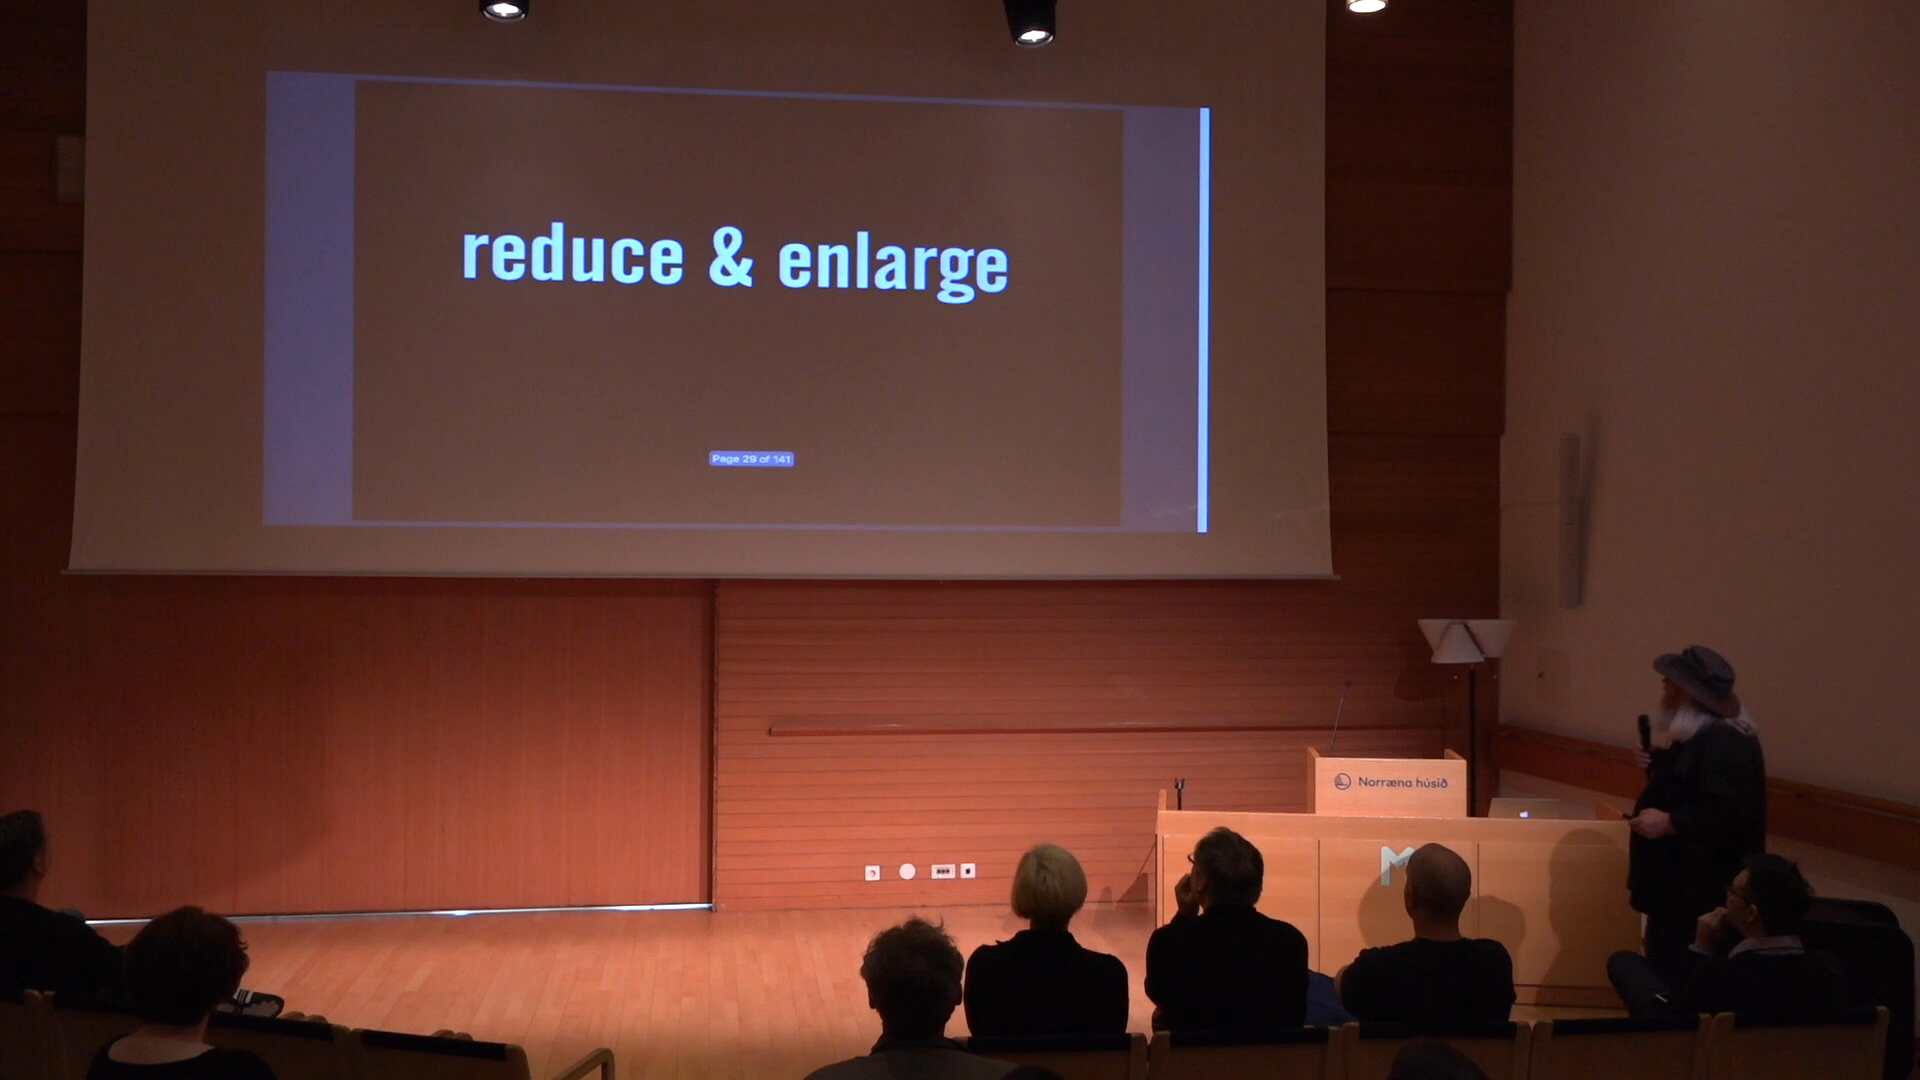 reduce & enlarge
Page 29 of 141
Norræna húsið
M